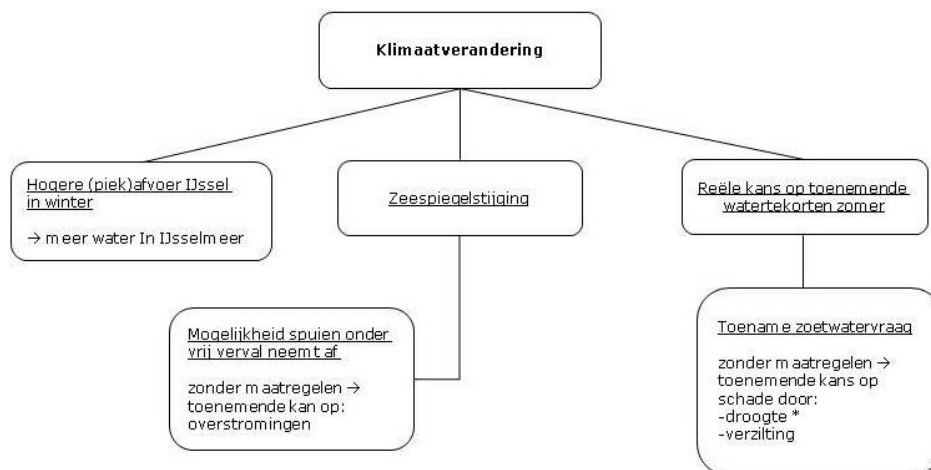 Klimaatverandering
Hogere (piek)afvoer IJssel
in winter
→ meer water In IJsselmeer
Zeespiegelstijging
Reële kans op toenemende
watertekorten zomer
Mogelijkheid spuien onder
vrij verval neemt af
zonder maatregelen →
toenemende kan op:
overstromingen
Toename zoetwatervraag
zonder maatregelen →
toenemende kans op
schade door:
-droogte *
-verzilting